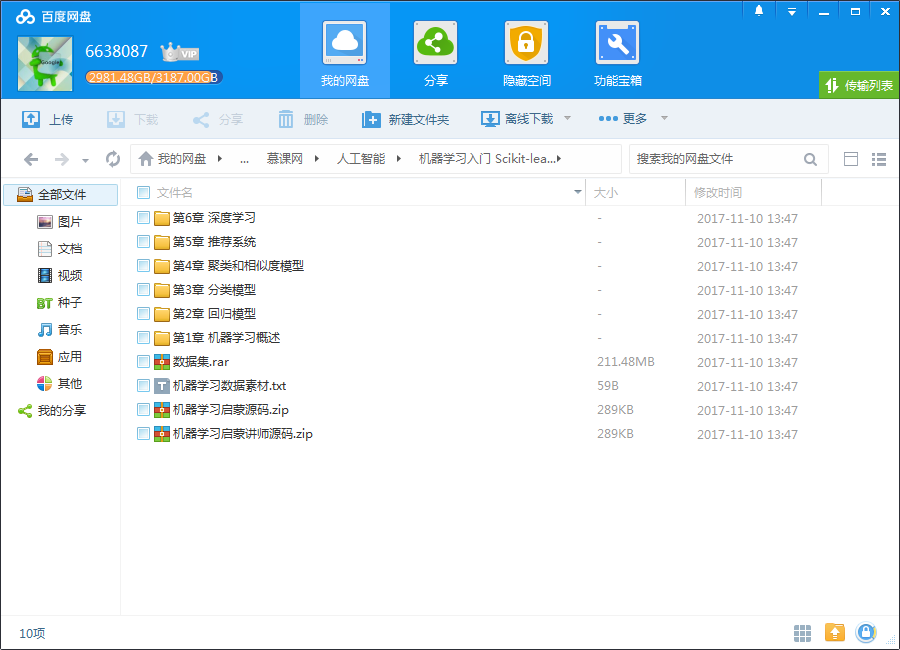 百度网盘
6638087 VIP
2981.48GB/3187.00GB
我的网盘 分享 隐藏空间 功能宝箱
传输列表
上传 下载 分享 删除 新建文件夹 离线下载 更多
我的网盘 ... 慕课网 人工智能 机器学习入门 Scikit-lea... 搜索我的网盘文件
全部文件
图片
文档
视频
BT 种子
音乐
应用
其他
我的分享
文件名 大小 修改时间
第6章 深度学习 - 2017-11-10 13:47
第5章 推荐系统 - 2017-11-10 13:47
第4章 聚类和相似度模型 - 2017-11-10 13:47
第3章 分类模型 - 2017-11-10 13:47
第2章 回归模型 - 2017-11-10 13:47
第1章 机器学习概述 - 2017-11-10 13:47
数据集.rar 211.48MB 2017-11-10 13:47
机器学习数据素材.txt 59B 2017-11-10 13:47
机器学习启蒙源码.zip 289KB 2017-11-10 13:47
机器学习启蒙讲师源码.zip 289KB 2017-11-10 13:47
10项